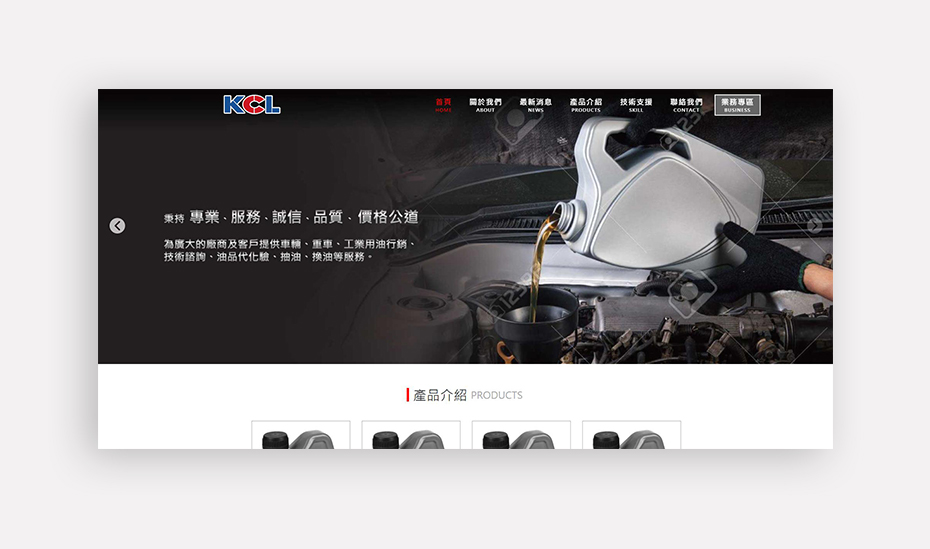 KCL
首頁 關於我們 最新消息 產品介紹 技術支援 聯絡我們 業務專區
HOME ABOUT NEWS PRODUCTS SKILL CONTACT BUSINESS
秉持 專業、服務、誠信、品質、價格公道
為廣大的廠商及客戶提供車輛、重車、工業用油行銷、
技術諮詢、油品代化驗、抽油、換油等服務。
產品介紹 PRODUCTS